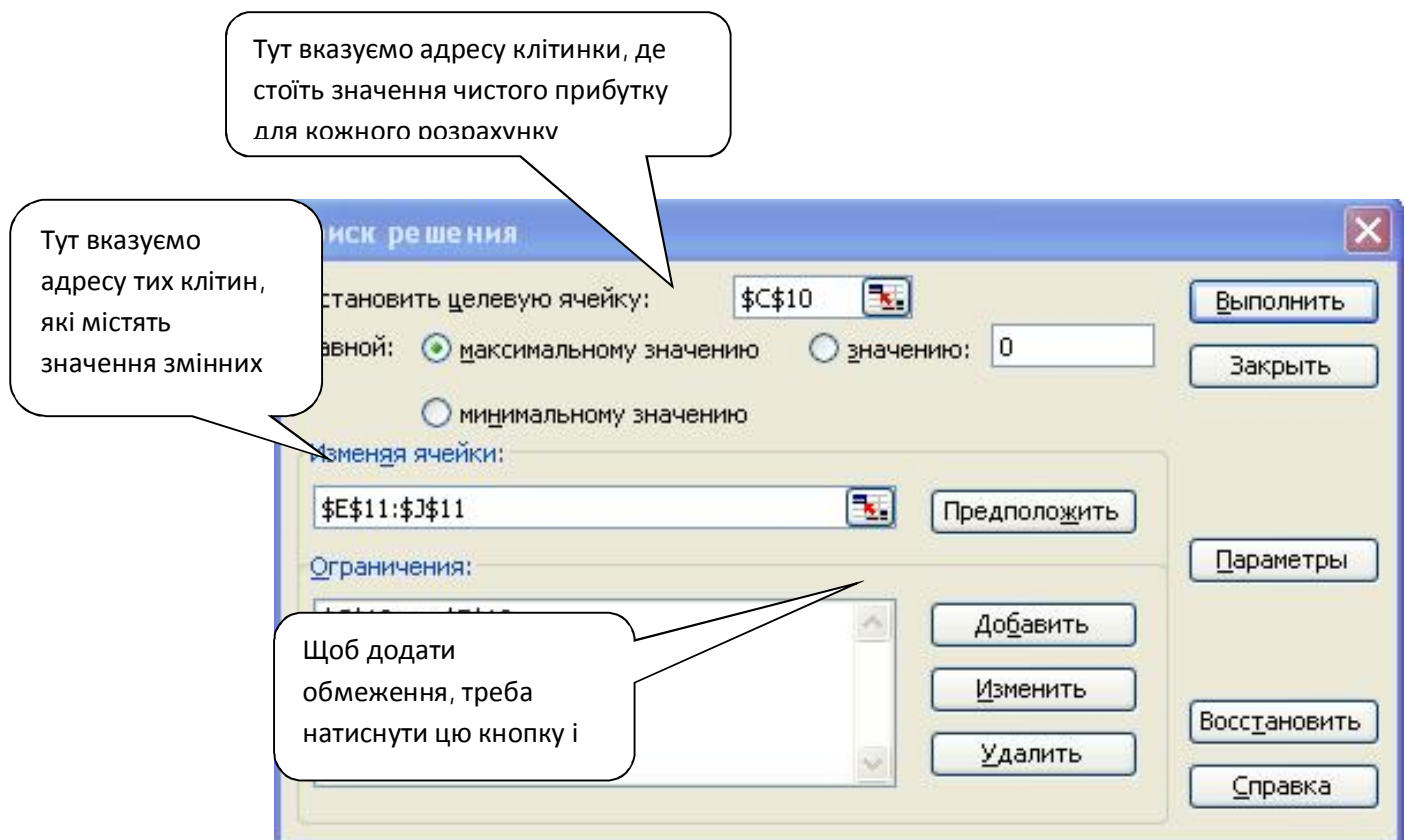 Тут вказуємо адресу клітинки, де
стоїть значення чистого прибутку
для кожного розрахунку
Тут вказуємо
адресу тих клітин,
які містять
значення змінних
иск решения
становить целевую ячейку:
$C$10
Выполнить
авной:
максимальному значению
значению:
0
Закрыть
минимальному значению
Изменяя ячейки:
$E$11:$J$11
Предположить
Ограничения:
Параметры
Добавить
Щоб додати
обмеження, треба
натиснути цю кнопку і
Изменить
Удалить
Восстановить
Справка